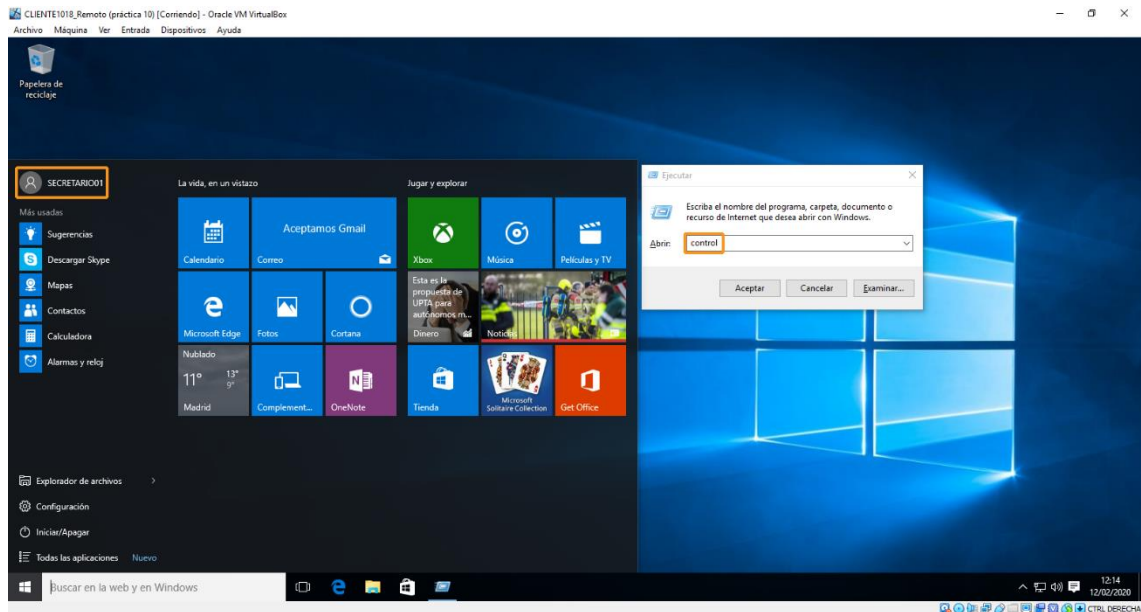 CLIENTE1018_Remoto (práctica 10) [Corriendo] - Oracle VM VirtualBox
Archivo Máquina Ver Entrada Dispositivos Ayuda
Papelera de
reciclaje
SECRETARIO01
Más usadas
Sugerencias
Descargar Skype
Mapas
Contactos
Calculadora
Alarmas y reloj
Explorador de archivos
Configuración
Iniciar/Apagar
Todas las aplicaciones Nuevo
La vida, en un vistazo
Calendario
Aceptamos Gmail
Correo
Microsoft Edge
Fotos
Cortana
Nublado
11° 13°
9°
Madrid
Complement...
OneNote
Jugar y explorar
Xbox
Música
Películas y TV
Esta es la
propuesta de
UPTA para
autónomos m...
Dinero
Noticias
Tienda
Microsoft
Solitaire Collection
Get Office
Ejecutar
Escriba el nombre del programa, carpeta, documento o
recurso de Internet que desea abrir con Windows.
Abrir: control
Aceptar Cancelar Examinar...
Buscar en la web y en Windows
12:14
12/02/2020
CTRL DERECHA